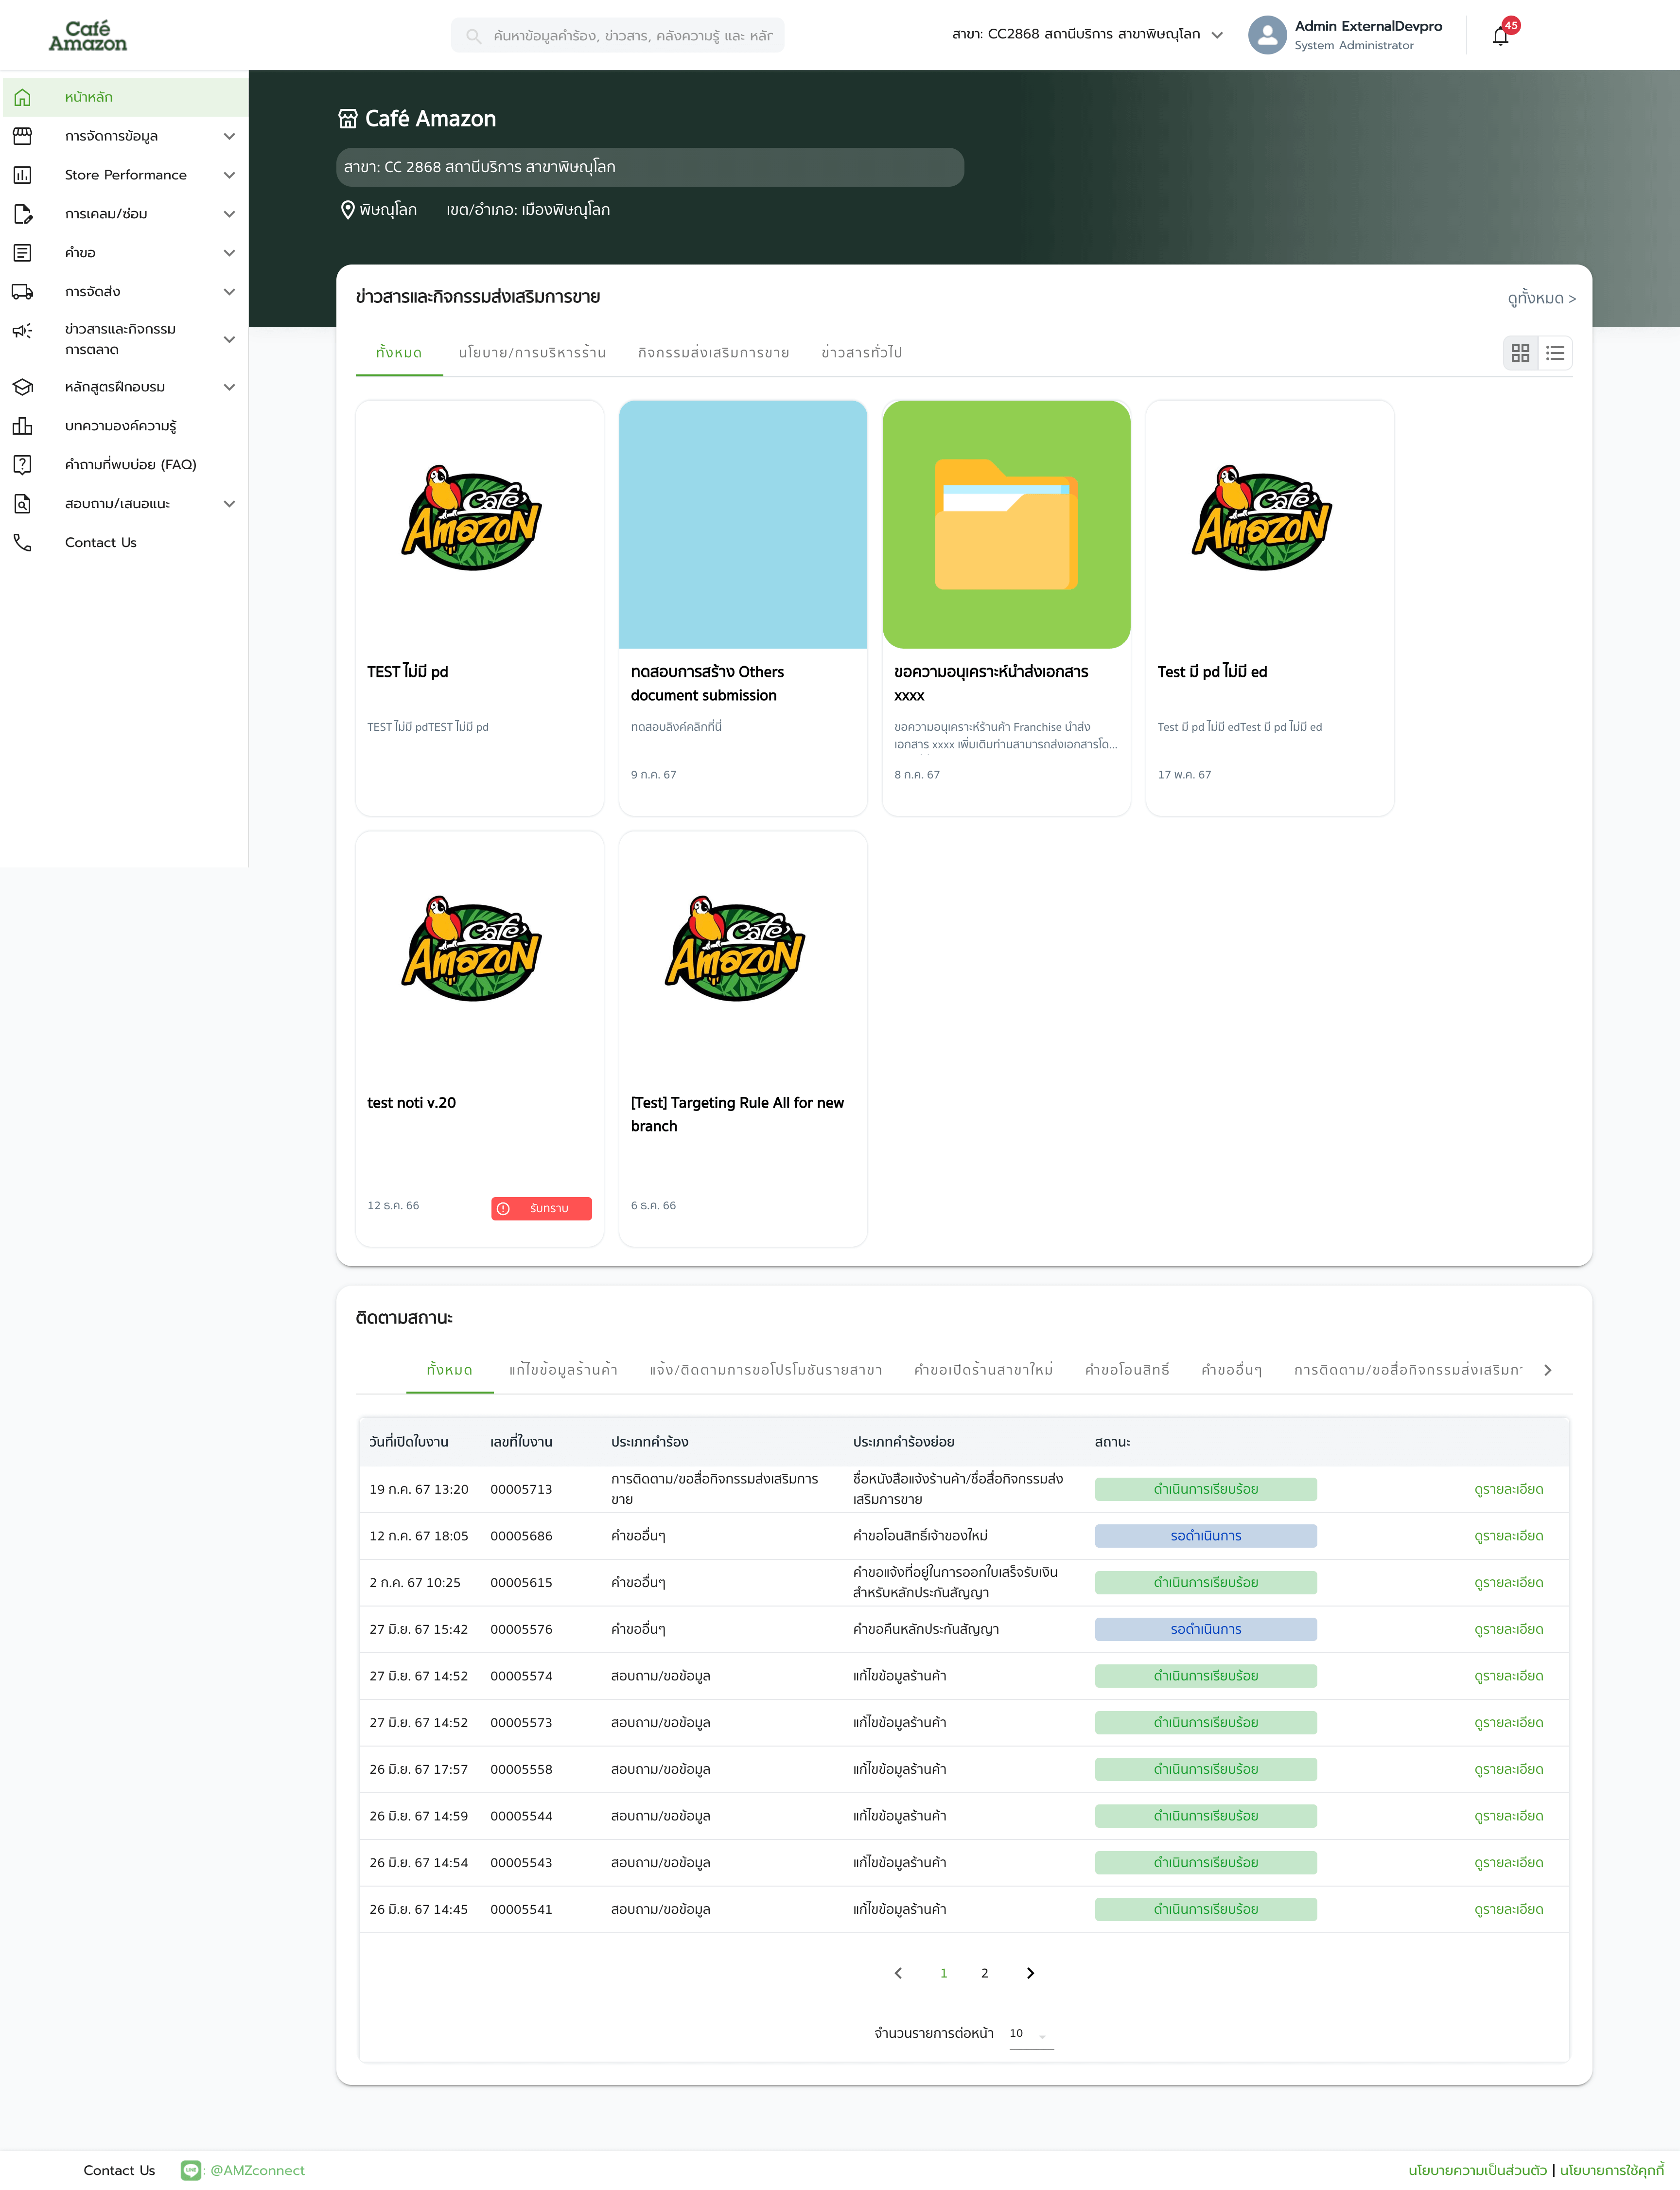 Café
Amazon
ค้นหาข้อมูลคำร้อง, ข่าวสาร, คลังความรู้ และ หลัก
สาขา: CC2868 สถานีบริการ สาขาพิษณุโลก
Admin ExternalDevpro
System Administrator
45
หน้าหลัก
การจัดการข้อมูล
Store Performance
การเคลม/ซ่อม
คำขอ
การจัดส่ง
ข่าวสารและกิจกรรม
การตลาด
หลักสูตรฝึกอบรม
บทความองค์ความรู้
คำถามที่พบบ่อย (FAQ)
สอบถาม/เสนอแนะ
Contact Us
Café Amazon
สาขา: CC 2868 สถานีบริการ สาขาพิษณุโลก
พิษณุโลก เขต/อำเภอ: เมืองพิษณุโลก
ข่าวสารและกิจกรรมส่งเสริมการขาย
ดูทั้งหมด >
ทั้งหมด นโยบาย/การบริหารร้าน กิจกรรมส่งเสริมการขาย ข่าวสารทั่วไป
Café
Amazon
TEST ไม่มี pd
TEST ไม่มี pdTEST ไม่มี pd
ทดสอบการสร้าง Others
document submission
ทดสอบลิงค์คลิกที่นี่
9 ก.ค. 67
ขอความอนุเคราะห์นำส่งเอกสาร
xxxx
ขอความอนุเคราะห์ร้านค้า Franchise นำส่ง
เอกสาร xxxx เพิ่มเติมท่านสามารถส่งเอกสารโด...
8 ก.ค. 67
Café
Amazon
Test มี pd ไม่มี ed
Test มี pd ไม่มี edTest มี pd ไม่มี ed
17 พ.ค. 67
Café
Amazon
test noti v.20
12 ธ.ค. 66
รับทราบ
Café
Amazon
[Test] Targeting Rule All for new
branch
6 ธ.ค. 66
ติดตามสถานะ
ทั้งหมด แก้ไขข้อมูลร้านค้า แจ้ง/ติดตามการขอโปรโมชันรายสาขา คำขอเปิดร้านสาขาใหม่ คำขอโอนสิทธิ์ คำขออื่นๆ การติดตาม/ขอสื่อกิจกรรมส่งเสริมก
วันที่เปิดใบงาน เลขที่ใบงาน ประเภทคำร้อง ประเภทคำร้องย่อย สถานะ
19 ก.ค. 67 13:20 00005713 การติดตาม/ขอสื่อกิจกรรมส่งเสริมการ
ขาย ชื่อหนังสือแจ้งร้านค้า/ชื่อสื่อกิจกรรมส่ง
เสริมการขาย ดำเนินการเรียบร้อย ดูรายละเอียด
12 ก.ค. 67 18:05 00005686 คำขออื่นๆ คำขอโอนสิทธิ์เจ้าของใหม่ รอดำเนินการ ดูรายละเอียด
2 ก.ค. 67 10:25 00005615 คำขออื่นๆ คำขอแจ้งที่อยู่ในการออกใบเสร็จรับเงิน
สำหรับหลักประกันสัญญา ดำเนินการเรียบร้อย ดูรายละเอียด
27 มิ.ย. 67 15:42 00005576 คำขออื่นๆ คำขอคืนหลักประกันสัญญา รอดำเนินการ ดูรายละเอียด
27 มิ.ย. 67 14:52 00005574 สอบถาม/ขอข้อมูล แก้ไขข้อมูลร้านค้า ดำเนินการเรียบร้อย ดูรายละเอียด
27 มิ.ย. 67 14:52 00005573 สอบถาม/ขอข้อมูล แก้ไขข้อมูลร้านค้า ดำเนินการเรียบร้อย ดูรายละเอียด
26 มิ.ย. 67 17:57 00005558 สอบถาม/ขอข้อมูล แก้ไขข้อมูลร้านค้า ดำเนินการเรียบร้อย ดูรายละเอียด
26 มิ.ย. 67 14:59 00005544 สอบถาม/ขอข้อมูล แก้ไขข้อมูลร้านค้า ดำเนินการเรียบร้อย ดูรายละเอียด
26 มิ.ย. 67 14:54 00005543 สอบถาม/ขอข้อมูล แก้ไขข้อมูลร้านค้า ดำเนินการเรียบร้อย ดูรายละเอียด
26 มิ.ย. 67 14:45 00005541 สอบถาม/ขอข้อมูล แก้ไขข้อมูลร้านค้า ดำเนินการเรียบร้อย ดูรายละเอียด
1 2
จำนวนรายการต่อหน้า 10
Contact Us LINE : @AMZconnect
นโยบายความเป็นส่วนตัว | นโยบายการใช้คุกกี้